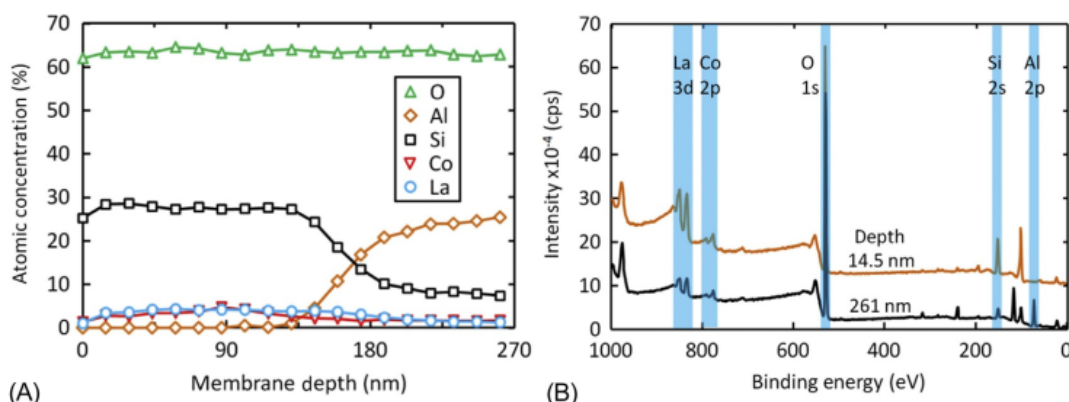 70
60
50
40
30
20
10
0
Atomic concentration (%)
O
Al
Si
Co
La
0 90 180 270
Membrane depth (nm)
(A)
70
60
50
40
30
20
10
0
Intensity x10⁻⁴ (cps)
La Co O Si Al
3d 2p 1s 2s 2p
Depth
14.5 nm
261 nm
1000 800 600 400 200 0
Binding energy (eV)
(B)